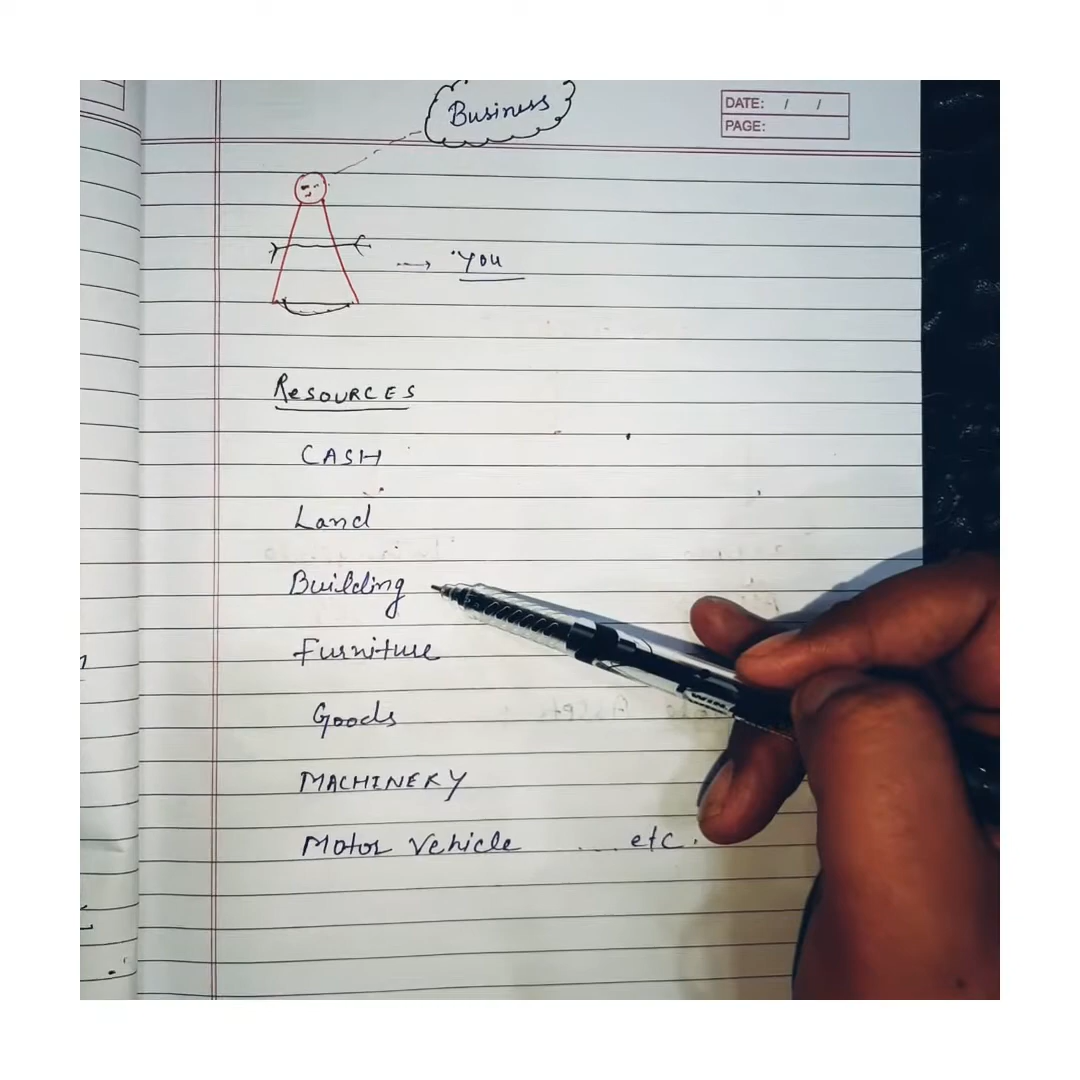 Business
DATE: / /
PAGE:
→ You
RESOURCES
CASH
Land
Building
Furniture
Goods
MACHINERY
Motor Vehicle ... etc.